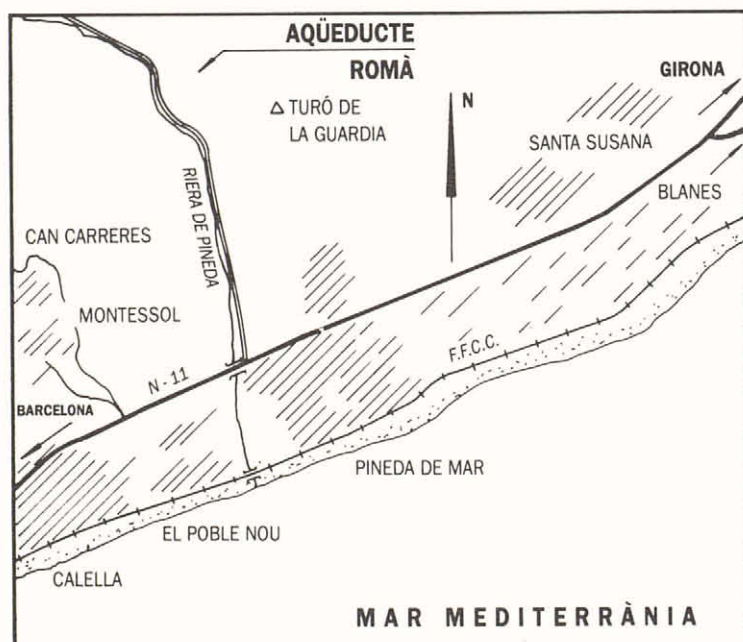 AQÜEDUCTE
ROMÀ
GIRONA
N
△ TURÓ DE
LA GUARDIA
SANTA SUSANA
RIERA DE PINEDA
BLANES
CAN CARRERES
MONTESSOL
F.F.C.C.
N-11
BARCELONA
PINEDA DE MAR
EL POBLE NOU
CALELLA
MAR MEDITERRÀNIA